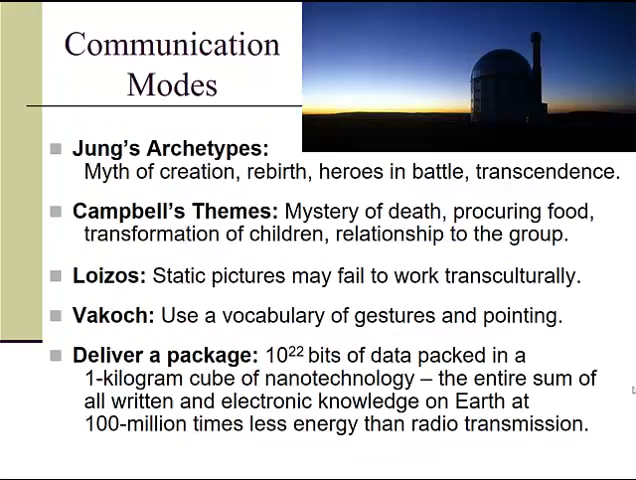 Communication
Modes
Jung's Archetypes:
Myth of creation, rebirth, heroes in battle, transcendence.
Campbell's Themes: Mystery of death, procuring food,
transformation of children, relationship to the group.
Loizos: Static pictures may fail to work transculturally.
Vakoch: Use a vocabulary of gestures and pointing.
Deliver a package: 10²² bits of data packed in a
1-kilogram cube of nanotechnology – the entire sum of
all written and electronic knowledge on Earth at
100-million times less energy than radio transmission.